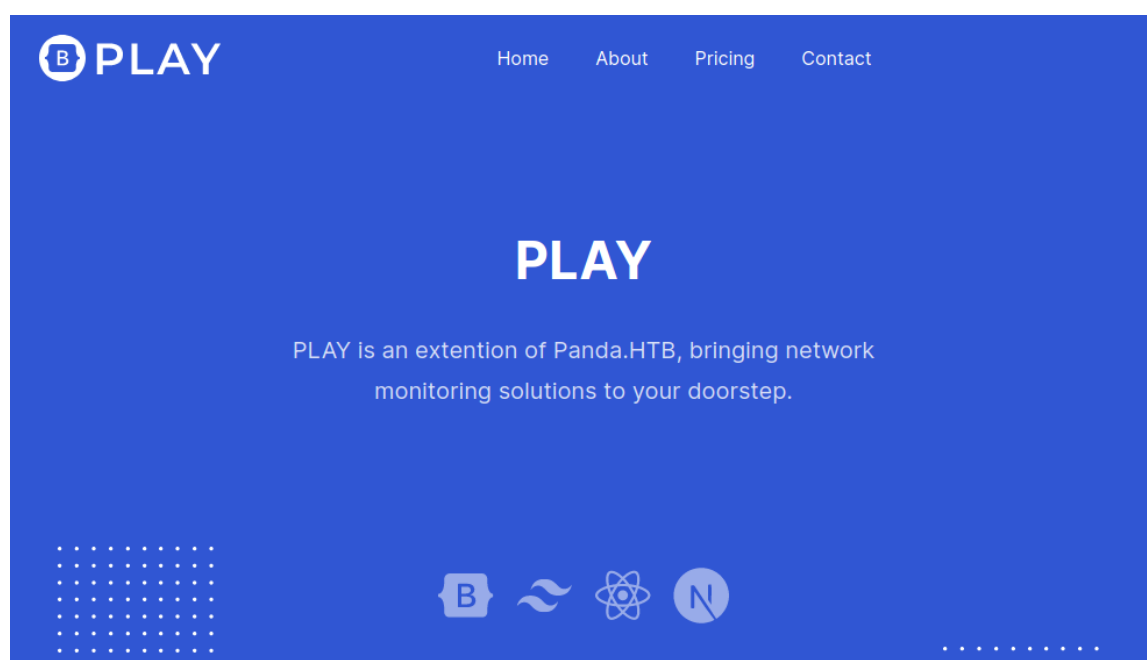 B PLAY
Home About Pricing Contact
PLAY
PLAY is an extention of Panda.HTB, bringing network
monitoring solutions to your doorstep.
B N